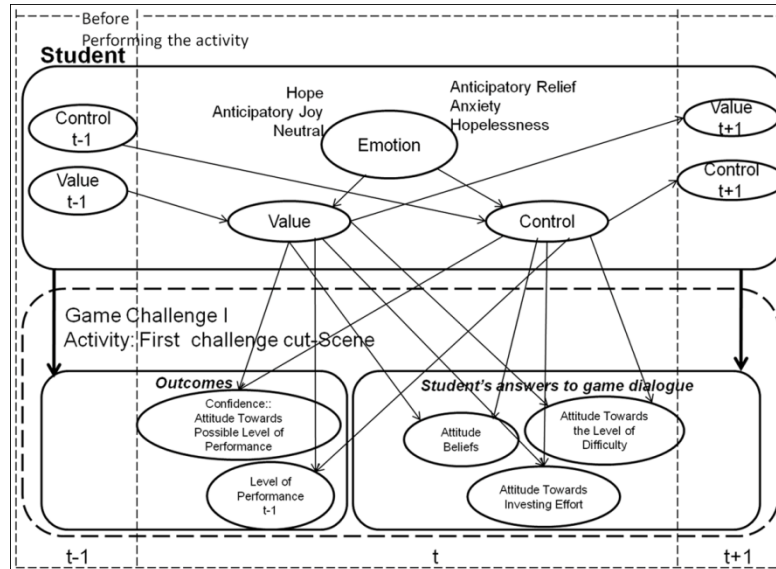 Before
Performing the activity
Student
Hope
Anticipatory Joy
Neutral
Anticipatory Relief
Anxiety
Hopelessness
Emotion
Control
t-1
Value
t-1
Value
t+1
Control
t+1
Value
Control
Game Challenge I
Activity: First challenge cut-Scene
Outcomes
Confidence::
Attitude Towards
Possible Level of
Performance
Level of
Performance
t-1
Student's answers to game dialogue
Attitude
Beliefs
Attitude Towards
the Level of
Difficulty
Attitude Towards
Investing Effort
t-1
t
t+1